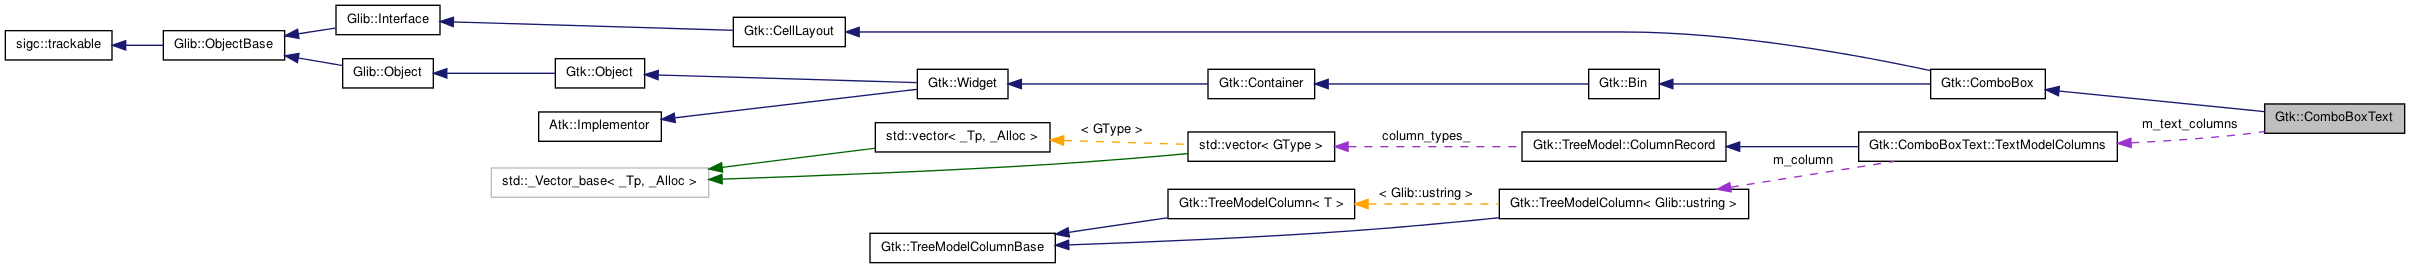 Glib::Interface
Gtk::CellLayout
sigc::trackable
Glib::ObjectBase
Glib::Object
Gtk::Object
Gtk::Widget
Gtk::Container
Gtk::Bin
Gtk::ComboBox
Gtk::ComboBoxText
Atk::Implementor
std::vector< _Tp, _Alloc >
< GType >
std::vector< GType >
column_types_
Gtk::TreeModel::ColumnRecord
Gtk::ComboBoxText::TextModelColumns
m_text_columns
m_column
std::_Vector_base< _Tp, _Alloc >
Gtk::TreeModelColumn< T >
< Glib::ustring >
Gtk::TreeModelColumn< Glib::ustring >
Gtk::TreeModelColumnBase